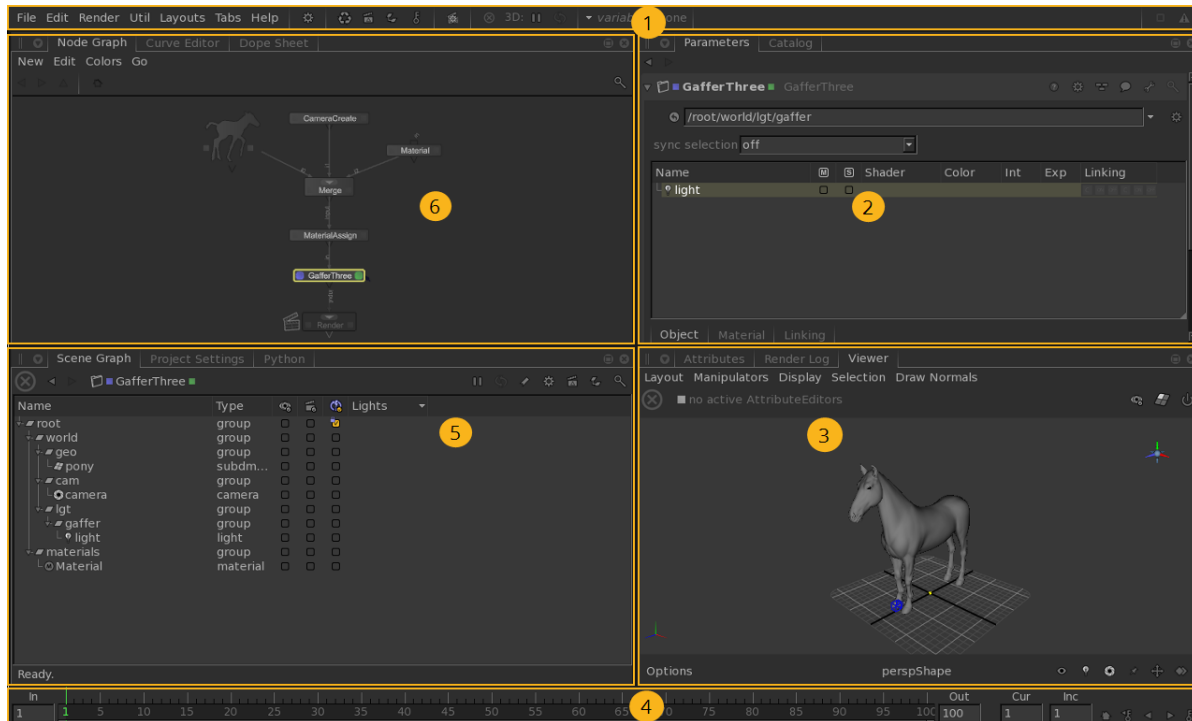 File Edit Render Util Layouts Tabs Help 3D:
1
Node Graph Curve Editor Dope Sheet
New Edit Colors Go
CameraCreate
Material
Merge
6
MaterialAssign
GafferThree
Render
Parameters Catalog
GafferThree GafferThree
/root/world/lgt/gaffer
sync selection off
Name M S Shader Color Int Exp Linking
light
2
Object Material Linking
Scene Graph Project Settings Python
GafferThree
Name Type Lights
5
root group
world group
geo group
pony subdm...
cam group
camera camera
lgt group
gaffer group
light light
materials group
Material material
Ready.
Attributes Render Log Viewer
Layout Manipulators Display Selection Draw Normals
no active AttributeEditors
3
Options perspShape
In Out Cur Inc
1 1 5 10 15 20 25 30 35 40 45 50 55 60 65 4 70 75 80 85 90 95 100 100 1 1